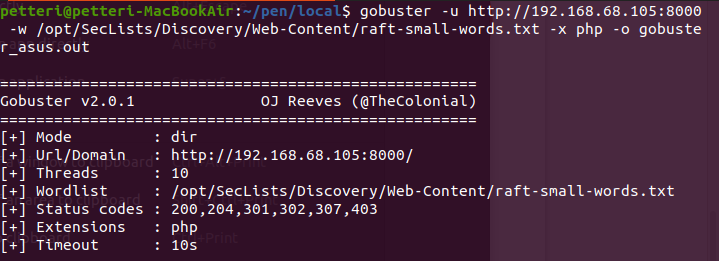 petteri@petteri-MacBookAir:~/pen/local$ gobuster -u http://192.168.68.105:8000
-w /opt/SecLists/Discovery/Web-Content/raft-small-words.txt -x php -o gobuste
r_asus.out
=====================================================
Gobuster v2.0.1              OJ Reeves (@TheColonial)
=====================================================
[+] Mode         : dir
[+] Url/Domain   : http://192.168.68.105:8000/
[+] Threads      : 10
[+] Wordlist     : /opt/SecLists/Discovery/Web-Content/raft-small-words.txt
[+] Status codes : 200,204,301,302,307,403
[+] Extensions   : php
[+] Timeout      : 10s